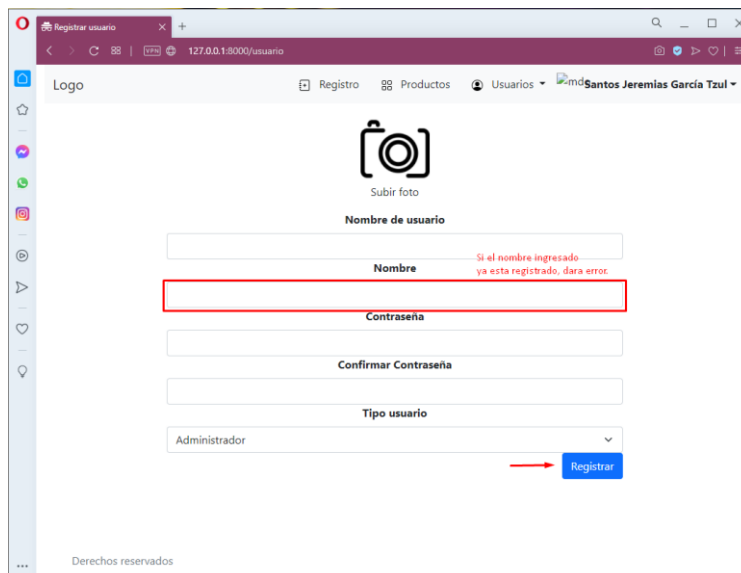 Registrar usuario
VPN 127.0.0.1:8000/usuario
Logo
Registro
Productos
Usuarios
Santos Jeremias García Tzul
Subir foto
Nombre de usuario
Si el nombre ingresado
ya esta registrado, dara error.
Nombre
Contraseña
Confirmar Contraseña
Tipo usuario
Administrador
Registrar
Derechos reservados